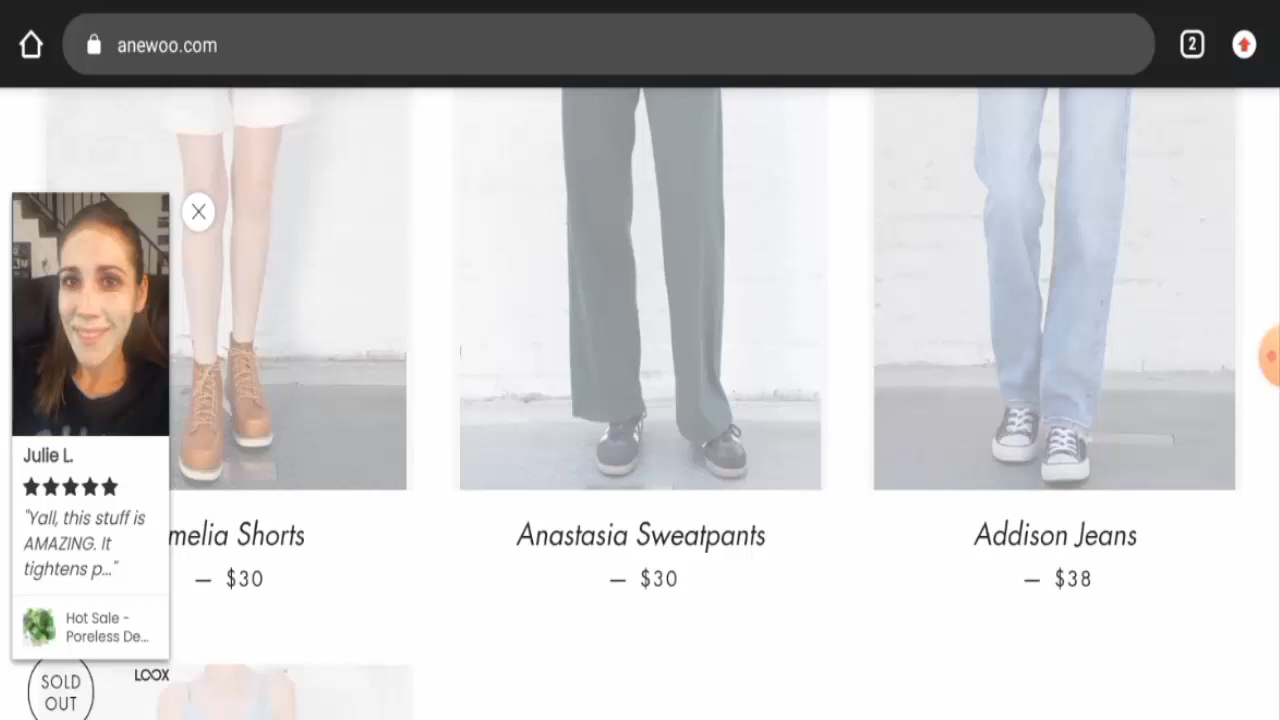 2
anewoo.com
Julie L.
"Yall, this stuff is
AMAZING. It
tightens p..."
Hot Sale -
Poreless De...
LOOX
SOLD
OUT
melia Shorts
— $30
Anastasia Sweatpants
— $30
Addison Jeans
— $38